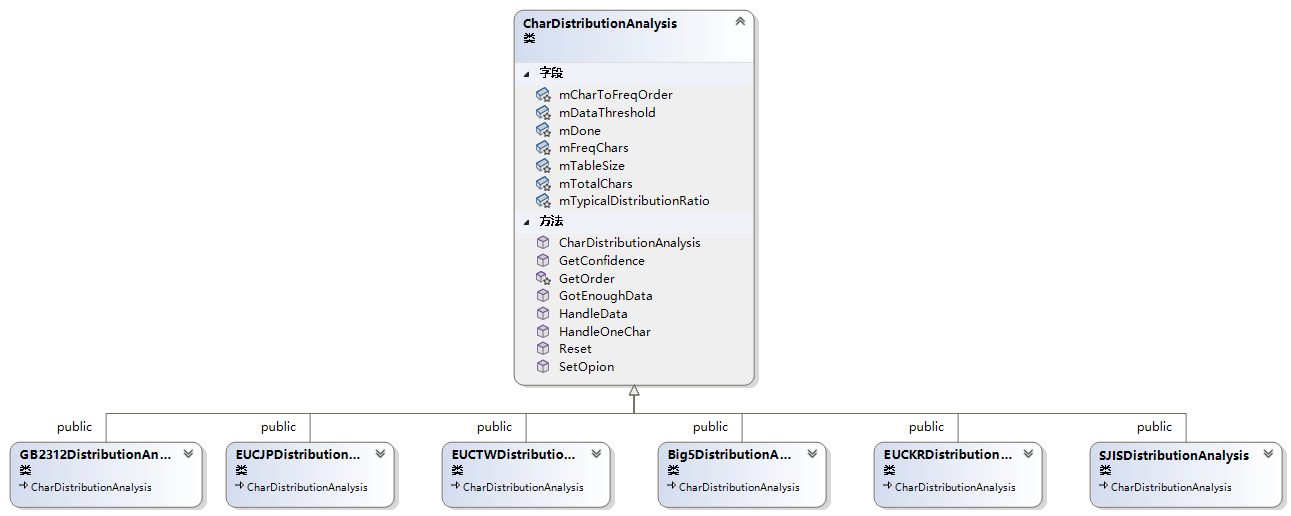 CharDistributionAnalysis
类
字段
mCharToFreqOrder
mDataThreshold
mDone
mFreqChars
mTableSize
mTotalChars
mTypicalDistributionRatio
方法
CharDistributionAnalysis
GetConfidence
GetOrder
GotEnoughData
HandleData
HandleOneChar
Reset
SetOpion
public public public public public public
GB2312DistributionAn... EUCJPDistribution... EUCTWDistributio... Big5DistributionA... EUCKRDistribution... SJISDistributionAnalysis
类 类 类 类 类 类
CharDistributionAnalysis CharDistributionAnalysis CharDistributionAnalysis CharDistributionAnalysis CharDistributionAnalysis CharDistributionAnalysis